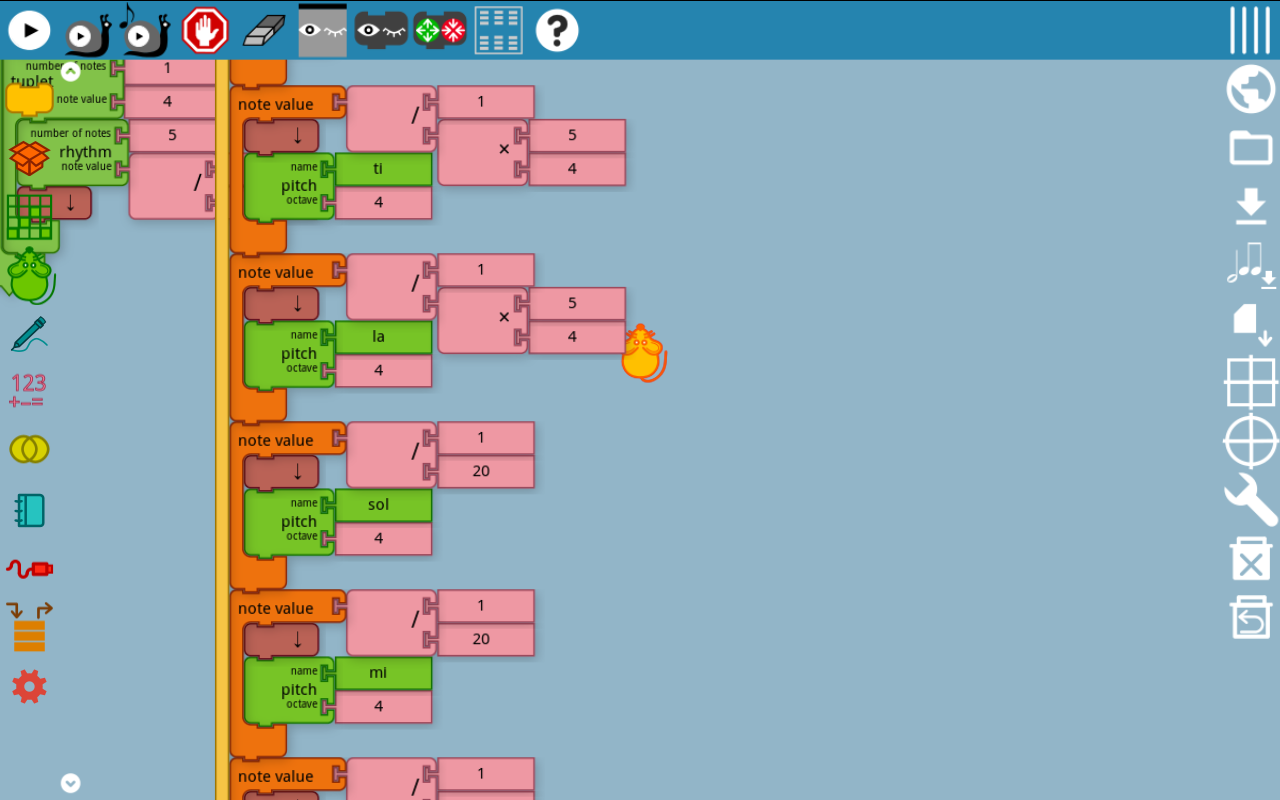 number of notes
1
tuplet
note value
4
number of notes
5
rhythm
note value
/
↓
123
+-=
?
note value
/
1
×
5
4
↓
name
ti
pitch
octave
4
note value
/
1
×
5
4
↓
name
la
pitch
octave
4
note value
/
1
20
↓
name
sol
pitch
octave
4
note value
/
1
20
↓
name
mi
pitch
octave
4
note value
/
1